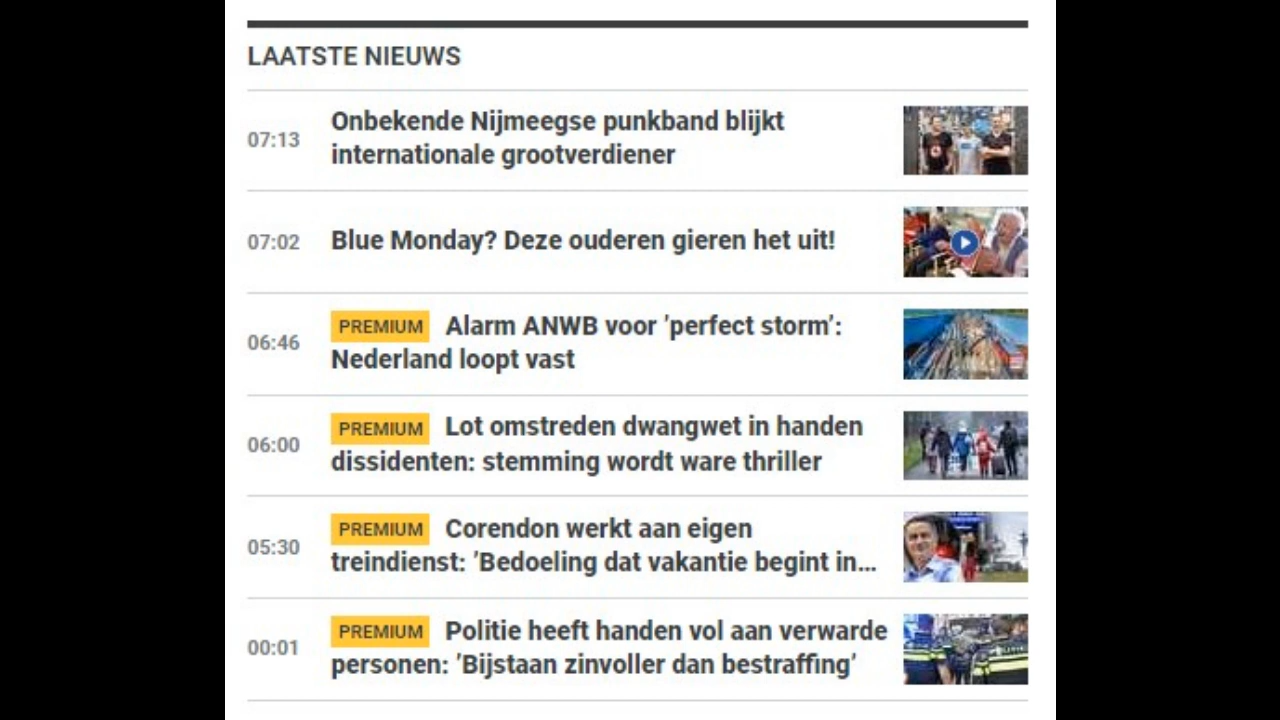 LAATSTE NIEUWS
07:13
Onbekende Nijmeegse punkband blijkt
internationale grootverdiener
07:02
Blue Monday? Deze ouderen gieren het uit!
06:46
PREMIUM Alarm ANWB voor ’perfect storm’:
Nederland loopt vast
06:00
PREMIUM Lot omstreden dwangwet in handen
dissidenten: stemming wordt ware thriller
05:30
PREMIUM Corendon werkt aan eigen
treindienst: ’Bedoeling dat vakantie begint in...
00:01
PREMIUM Politie heeft handen vol aan verwarde
personen: ’Bijstaan zinvoller dan bestraffing’